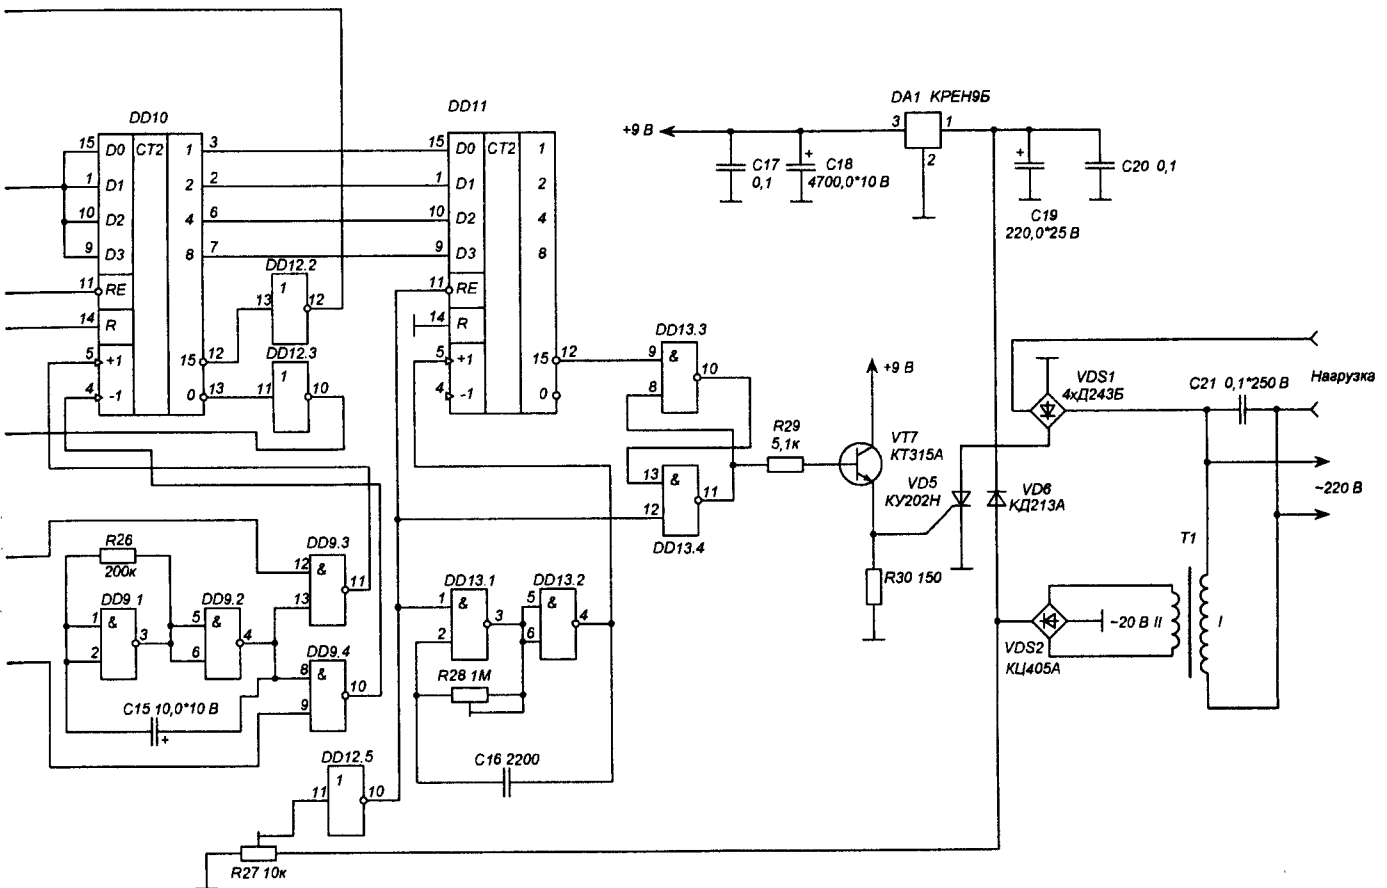 DD10
15 D0 CT2 1 3
1 D1 2 2
10 D2 4 6
9 D3 8 7
11 RE
14 R
5 +1 15 12
4 -1 0 13
DD12.2
13 1 12
DD12.3
11 1 10
DD11
15 D0 CT2 1
1 D1 2
10 D2 4
9 D3 8
11 RE
14 R
5 +1 15 12
4 -1 0
DD13.3
9 & 10
8
13 & 11
12
DD13.4
R29
5,1к
+9 В
VT7
КТ315А
VD5
КУ202Н
R30 150
+9 В
DA1 КРЕН9Б
3 1
2
C17
0,1
+
C18
4700,0*10 В
+
C19
220,0*25 В
C20 0,1
VDS1
4хД243Б
C21 0,1*250 В
Нагрузка
~220 В
VD6
КД213А
T1
~20 В II
I
VDS2
КЦ405А
R26
200к
DD9 1
1 & 3
2
DD9.2
5 & 4
6
DD9.3
12 & 11
13
DD9.4
8 & 10
9
C15 10,0*10 В
+
DD13.1
1 & 3
2
DD13.2
5 & 4
6
R28 1М
C16 2200
DD12.5
11 1 10
R27 10к